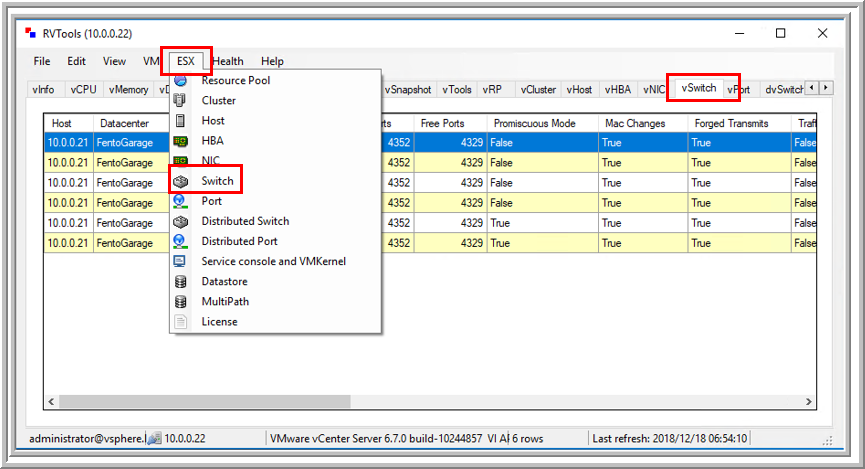 RVTools (10.0.0.22)
File Edit View VM ESX Health Help
vInfo vCPU vMemory vSnapshot vTools vRP vCluster vHost vHBA vNIC vSwitch vPort dvSwitch
Resource Pool
Cluster
Host
HBA
NIC
Switch
Port
Distributed Switch
Distributed Port
Service console and VMKernel
Datastore
MultiPath
License
Host Datacenter Free Ports Promiscuous Mode Mac Changes Forged Transmits
10.0.0.21 FentoGarage 4352 4329 False True True False
10.0.0.21 FentoGarage 4352 4329 False True True False
10.0.0.21 FentoGarage 4352 4329 False True True False
10.0.0.21 FentoGarage 4352 4329 False True True False
10.0.0.21 FentoGarage 4352 4329 True True True False
10.0.0.21 FentoGarage 4352 4329 True True True False
administrator@vsphere.l 10.0.0.22 VMware vCenter Server 6.7.0 build-10244857 VI AI 6 rows Last refresh: 2018/12/18 06:54:10